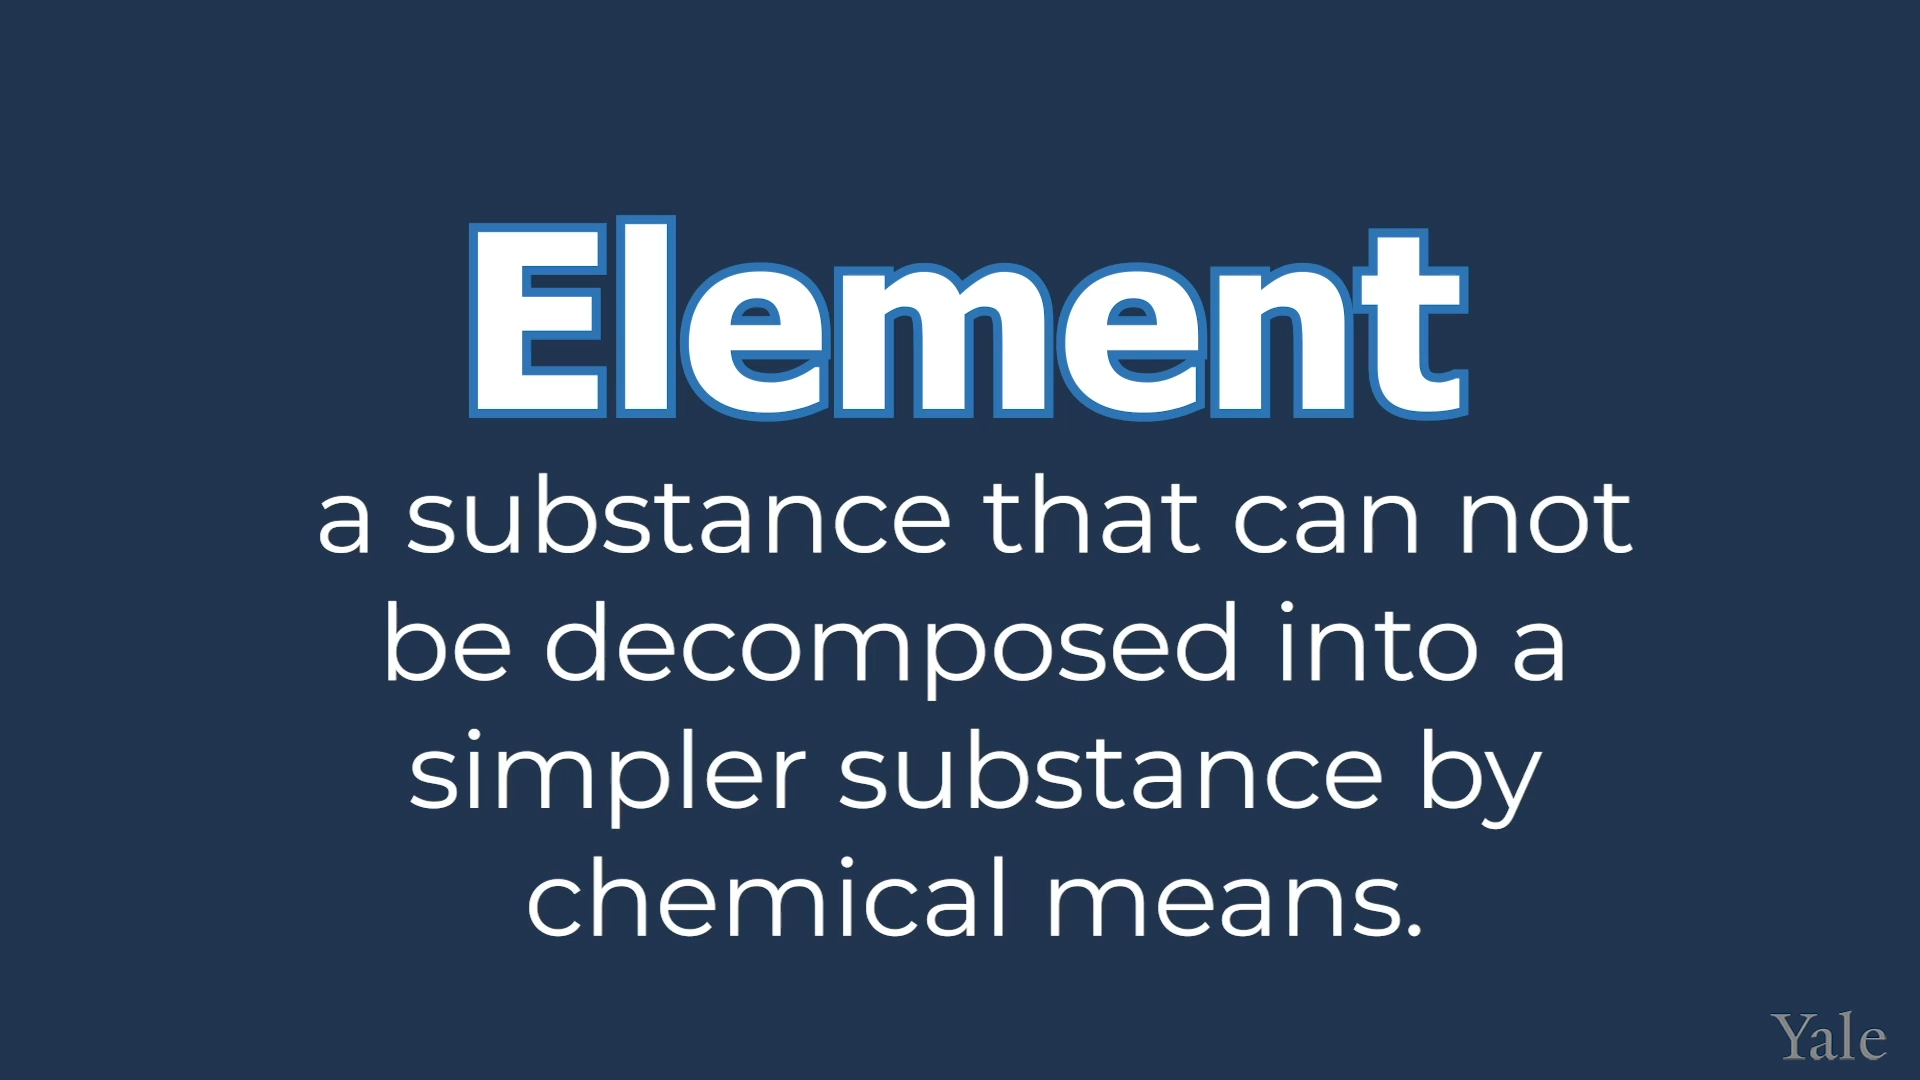 Element
a substance that can not
be decomposed into a
simpler substance by
chemical means.
Yale